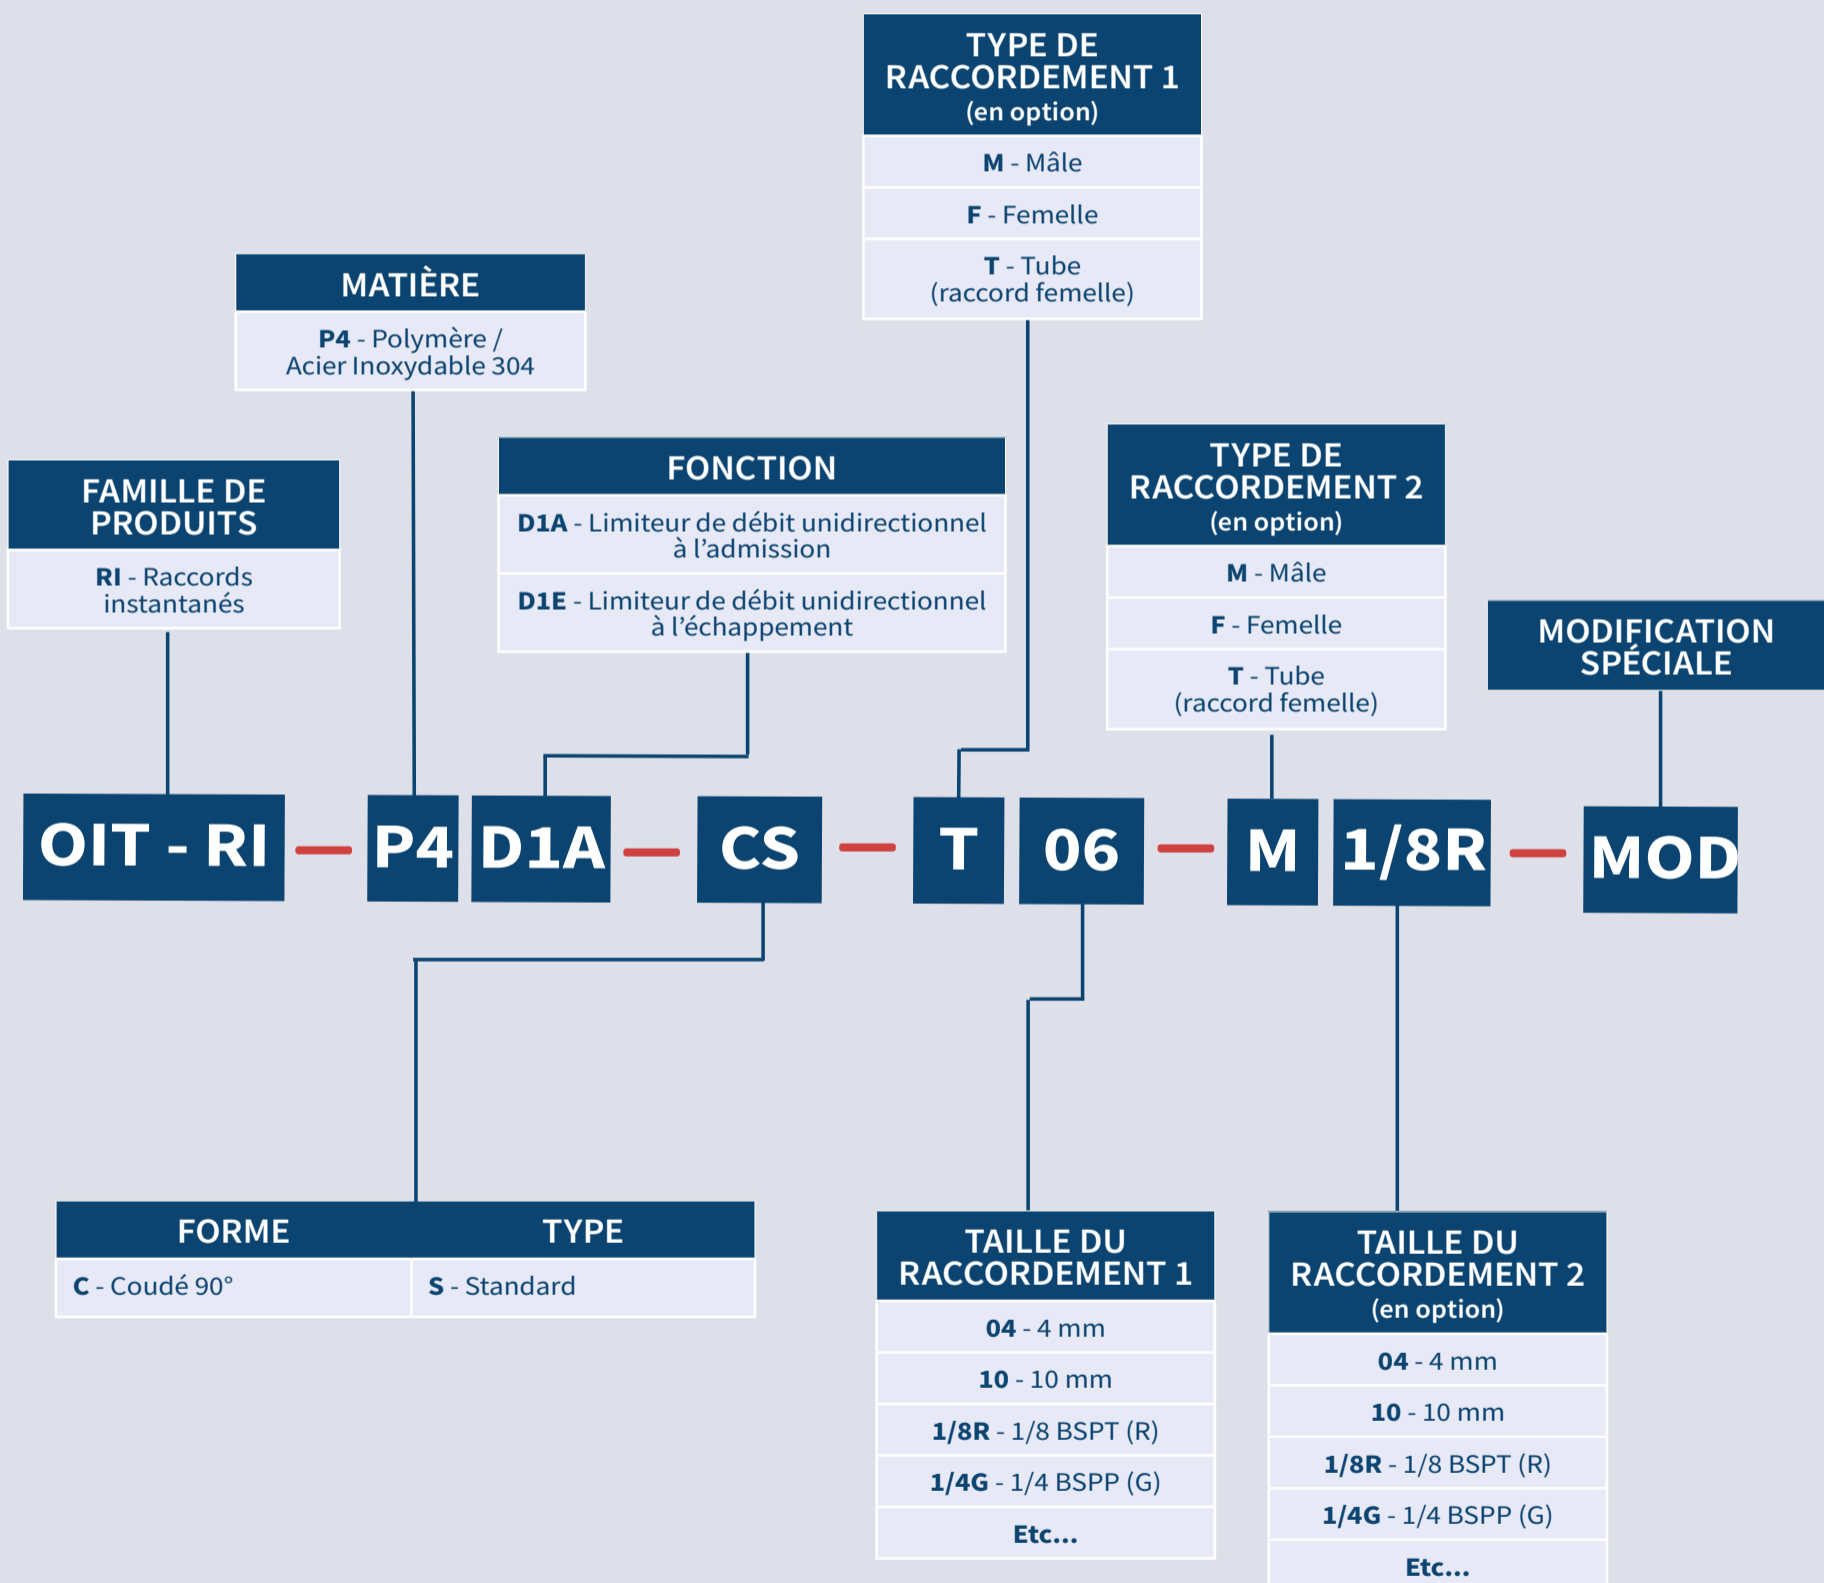 TYPE DE
RACCORDEMENT 1
(en option)
M - Mâle
F - Femelle
T - Tube
(raccord femelle)
MATIÈRE
P4 - Polymère /
Acier Inoxydable 304
FAMILLE DE
PRODUITS
RI - Raccords
instantanés
FONCTION
D1A - Limiteur de débit unidirectionnel
à l’admission
D1E - Limiteur de débit unidirectionnel
à l’échappement
TYPE DE
RACCORDEMENT 2
(en option)
M - Mâle
F - Femelle
T - Tube
(raccord femelle)
MODIFICATION
SPÉCIALE
OIT - RI — P4 D1A — CS — T 06 — M 1/8R — MOD
FORME TYPE
C - Coudé 90° S - Standard
TAILLE DU
RACCORDEMENT 1
04 - 4 mm
10 - 10 mm
1/8R - 1/8 BSPT (R)
1/4G - 1/4 BSPP (G)
Etc...
TAILLE DU
RACCORDEMENT 2
(en option)
04 - 4 mm
10 - 10 mm
1/8R - 1/8 BSPT (R)
1/4G - 1/4 BSPP (G)
Etc...